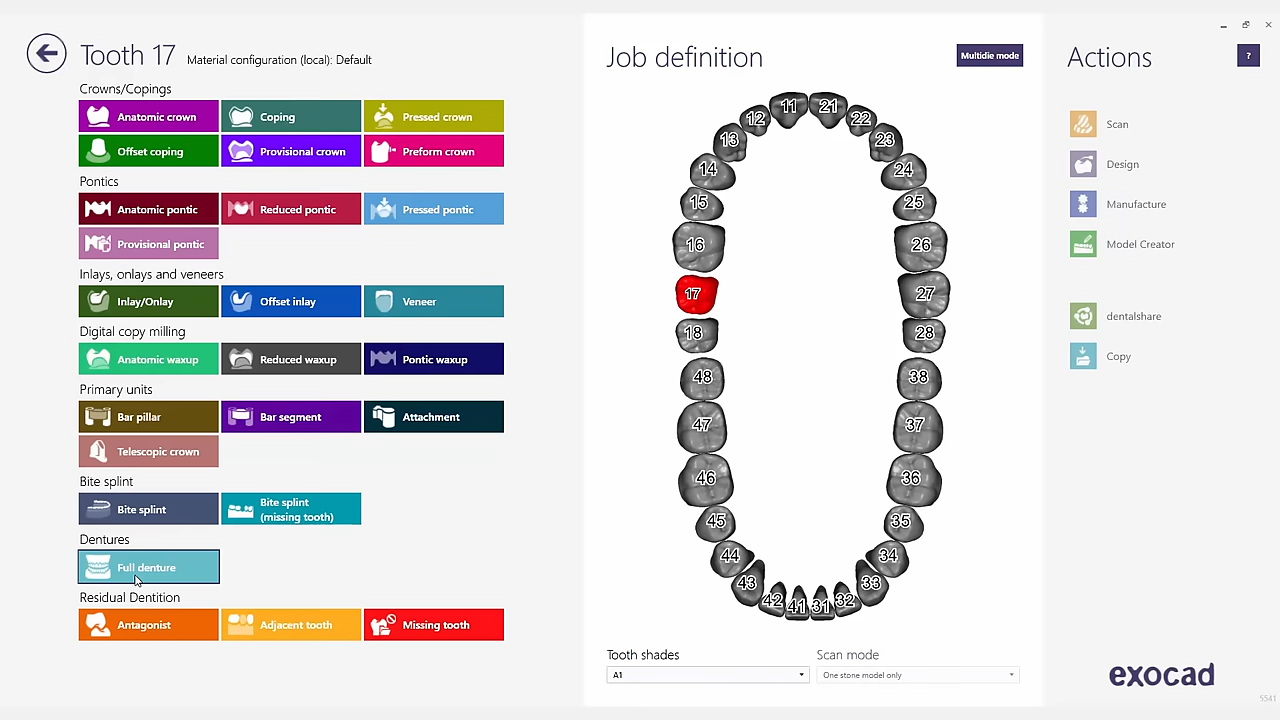 Tooth 17 Material configuration (local): Default
Crowns/Copings
Anatomic crown
Coping
Pressed crown
Offset coping
Provisional crown
Preform crown
Pontics
Anatomic pontic
Reduced pontic
Pressed pontic
Provisional pontic
Inlays, onlays and veneers
Inlay/Onlay
Offset inlay
Veneer
Digital copy milling
Anatomic waxup
Reduced waxup
Pontic waxup
Primary units
Bar pillar
Bar segment
Attachment
Telescopic crown
Bite splint
Bite splint
Bite splint
(missing tooth)
Dentures
Full denture
Residual Dentition
Antagonist
Adjacent tooth
Missing tooth
Job definition
Multidie mode
11 21
12 22
13 23
14 24
15 25
16 26
17 27
18 28
48 38
47 37
46 36
45 35
44 34
43 33
42 41 31 32
Tooth shades
A1
Scan mode
One stone model only
Actions
?
Scan
Design
Manufacture
Model Creator
dentalshare
Copy
exocad
5541